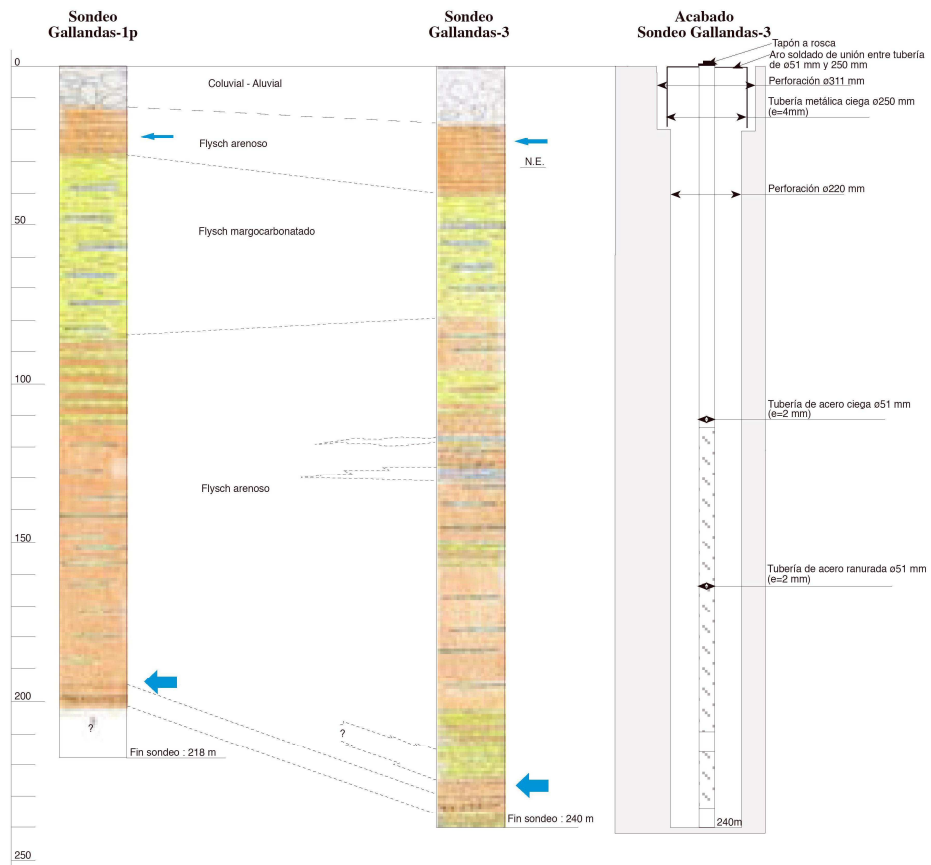 Sondeo
Gallandas-1p
Sondeo
Gallandas-3
Acabado
Sondeo Gallandas-3
Tapón a rosca
Aro soldado de unión entre tubería
de ø51 mm y 250 mm
Perforación ø311 mm
Tubería metálica ciega ø250 mm
(e=4mm)
Perforación ø220 mm
Tubería de acero ciega ø51 mm
(e=2 mm)
Tubería de acero ranurada ø51 mm
(e=2 mm)
240m
0
50
100
150
200
250
Coluvial - Aluvial
Flysch arenoso
N.E.
Flysch margocarbonatado
Flysch arenoso
?
?
Fin sondeo : 218 m
Fin sondeo : 240 m